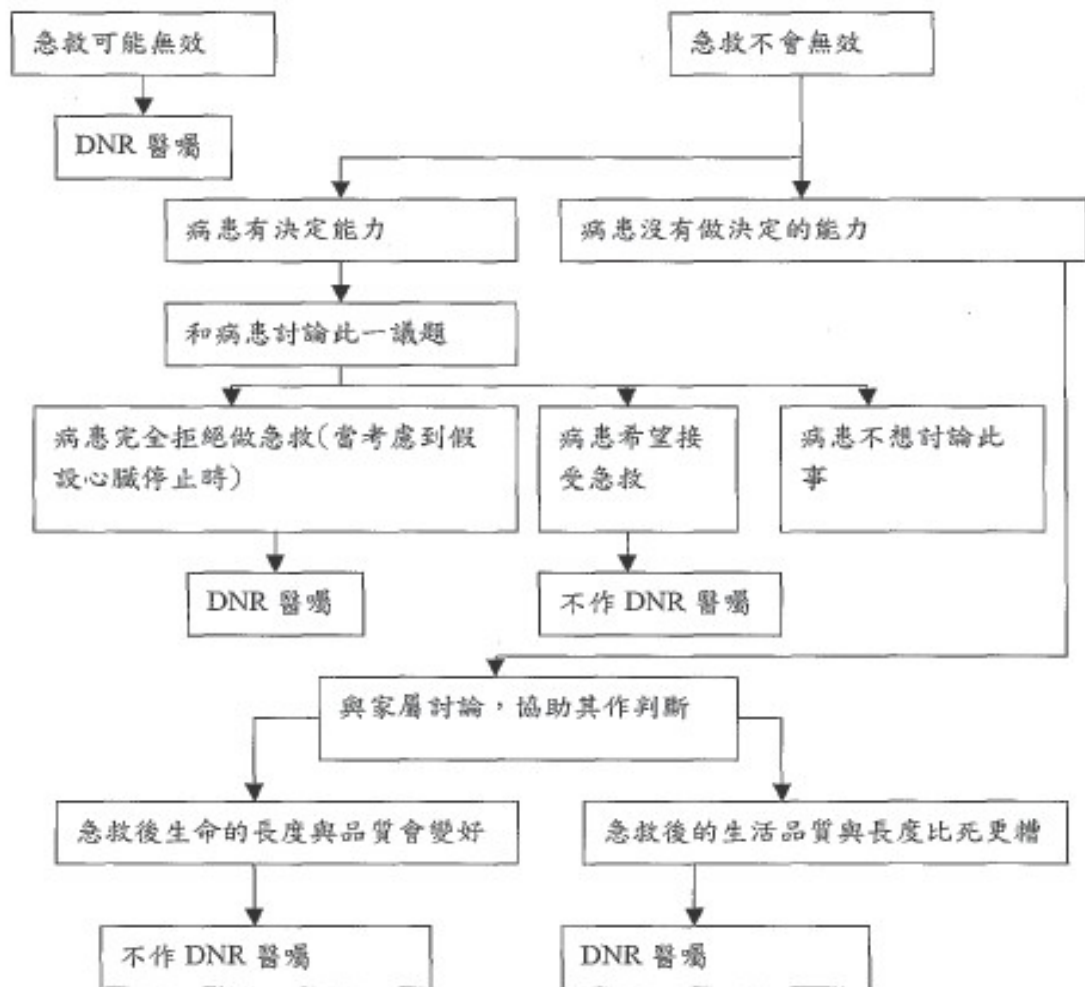 急救可能無效
急救不會無效
DNR 醫囑
病患有決定能力
病患沒有做決定的能力
和病患討論此一議題
病患完全拒絕做急救(當考慮到假
設心臟停止時)
病患希望接
受急救
病患不想討論此
事
DNR 醫囑
不作 DNR 醫囑
與家屬討論，協助其作判斷
急救後生命的長度與品質會變好
急救後的生活品質與長度比死更糟
不作 DNR 醫囑
DNR 醫囑